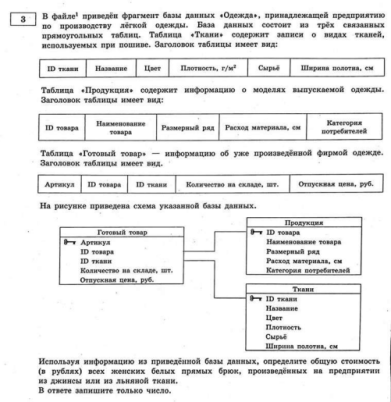 3
В файле¹ приведён фрагмент базы данных «Одежда», принадлежащей предприятию
по производству лёгкой одежды. База данных состоит из трёх связанных
прямоугольных таблиц. Таблица «Ткани» содержит записи о видах тканей,
используемых при пошиве. Заголовок таблицы имеет вид:
ID ткани Название Цвет Плотность, г/м² Сырьё Ширина полотна, см
Таблица «Продукция» содержит информацию о моделях выпускаемой одежды.
Заголовок таблицы имеет вид:
ID товара Наименование товара Размерный ряд Расход материала, см Категория потребителей
Таблица «Готовый товар» — информацию об уже произведённой фирмой одежде.
Заголовок таблицы имеет вид.
Артикул ID товара ID ткани Количество на складе, шт. Отпускная цена, руб.
На рисунке приведена схема указанной базы данных.
Готовый товар
Артикул
ID товара
ID ткани
Количество на складе, шт.
Отпускная цена, руб.
Продукция
ID товара
Наименование товара
Размерный ряд
Расход материала, см
Категория потребителей
Ткани
ID ткани
Название
Цвет
Плотность
Сырьё
Ширина полотна, см
Используя информацию из приведённой базы данных, определите общую стоимость
(в рублях) всех женских белых прямых брюк, произведённых на предприятии
из джинсы или из льняной ткани.
В ответе запишите только число.